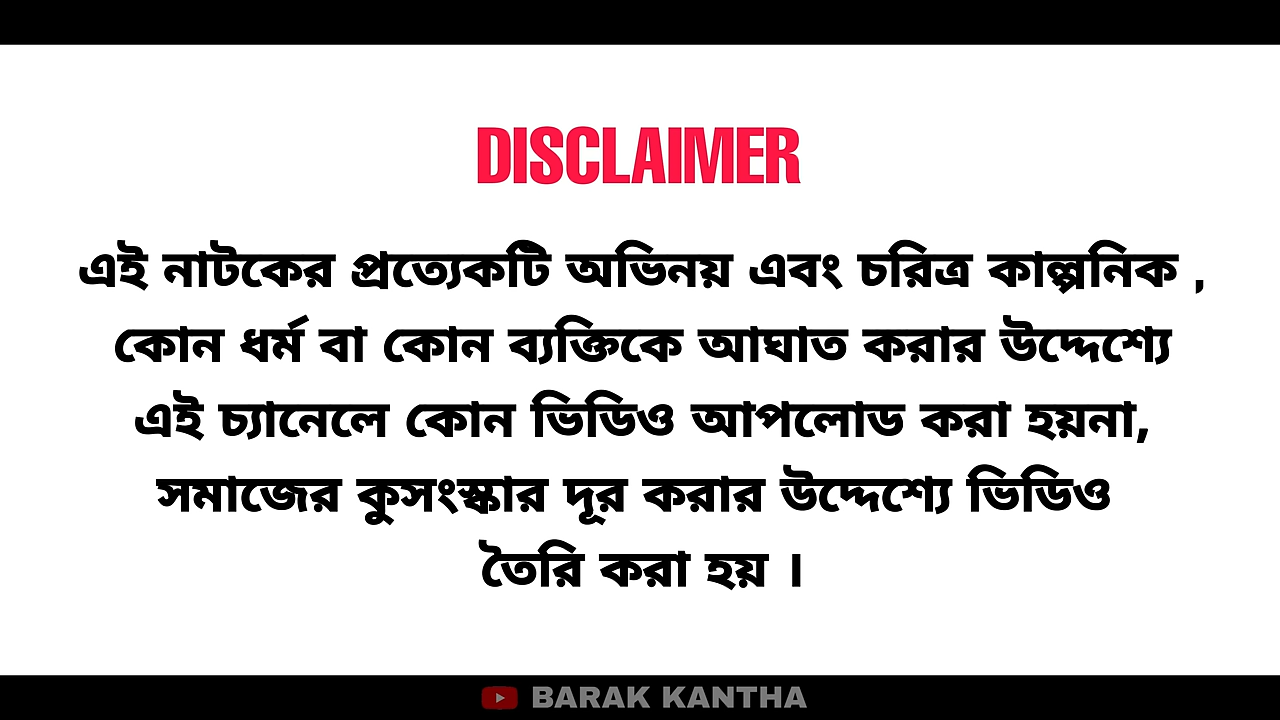 DISCLAIMER
এই নাটকের প্রত্যেকটি অভিনয় এবং চরিত্র কাল্পনিক ,
কোন ধর্ম বা কোন ব্যক্তিকে আঘাত করার উদ্দেশ্যে
এই চ্যানেলে কোন ভিডিও আপলোড করা হয়না,
সমাজের কুসংস্কার দূর করার উদ্দেশ্যে ভিডিও
তৈরি করা হয় ।
BARAK KANTHA